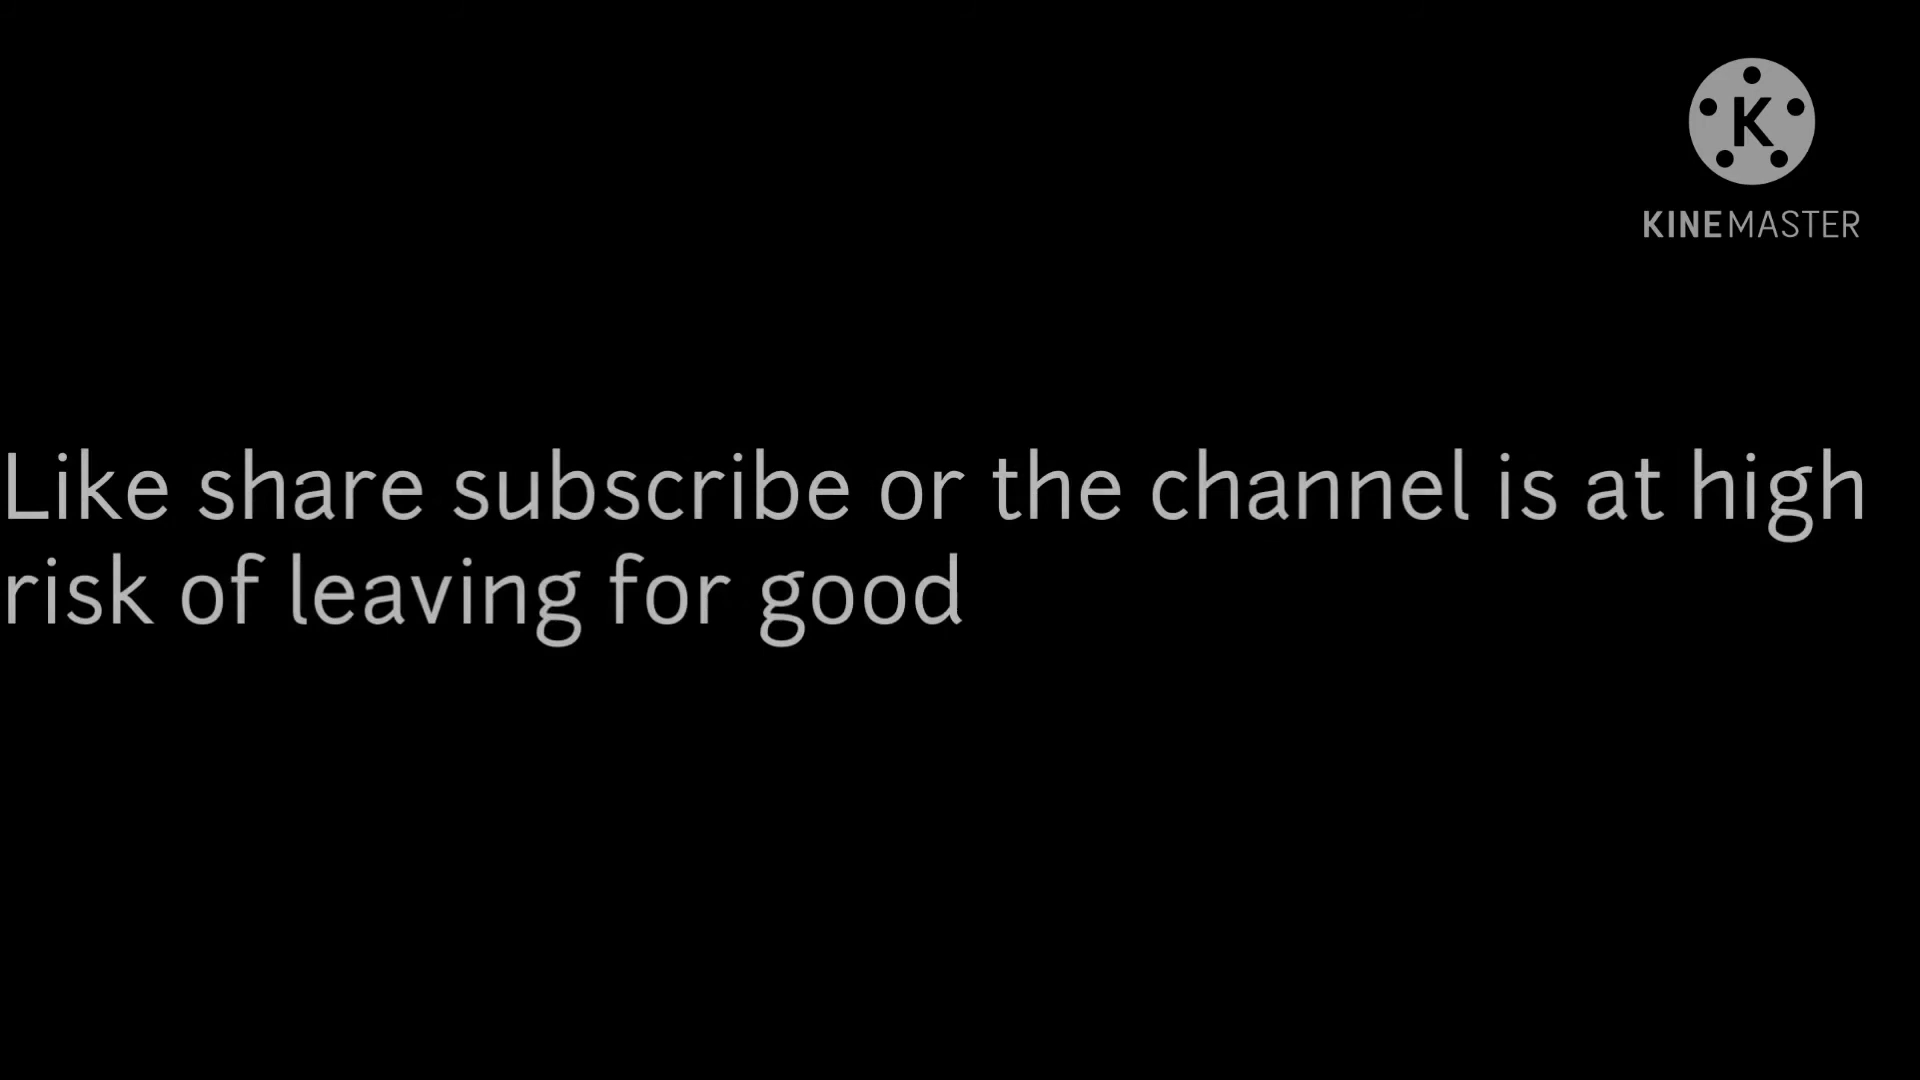 K
KINEMASTER
Like share subscribe or the channel is at high
risk of leaving for good